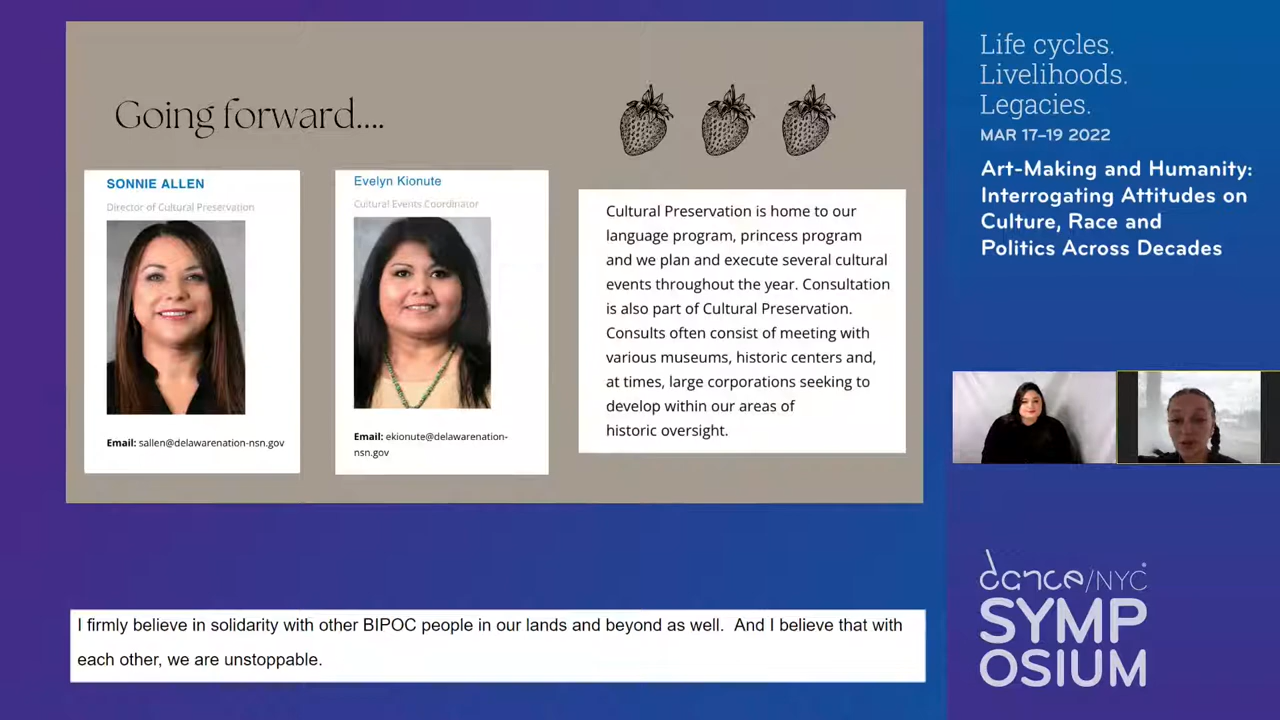 Going forward....
SONNIE ALLEN
Director of Cultural Preservation
Email: sallen@delawarenation-nsn.gov
Evelyn Kionute
Cultural Events Coordinator
Email: ekionute@delawarenation-
nsn.gov
Cultural Preservation is home to our
language program, princess program
and we plan and execute several cultural
events throughout the year. Consultation
is also part of Cultural Preservation.
Consults often consist of meeting with
various museums, historic centers and,
at times, large corporations seeking to
develop within our areas of
historic oversight.
I firmly believe in solidarity with other BIPOC people in our lands and beyond as well.  And I believe that with
each other, we are unstoppable.
Life cycles.
Livelihoods.
Legacies.
MAR 17–19 2022
Art-Making and Humanity:
Interrogating Attitudes on
Culture, Race and
Politics Across Decades
dance/NYC
SYMP
OSIUM